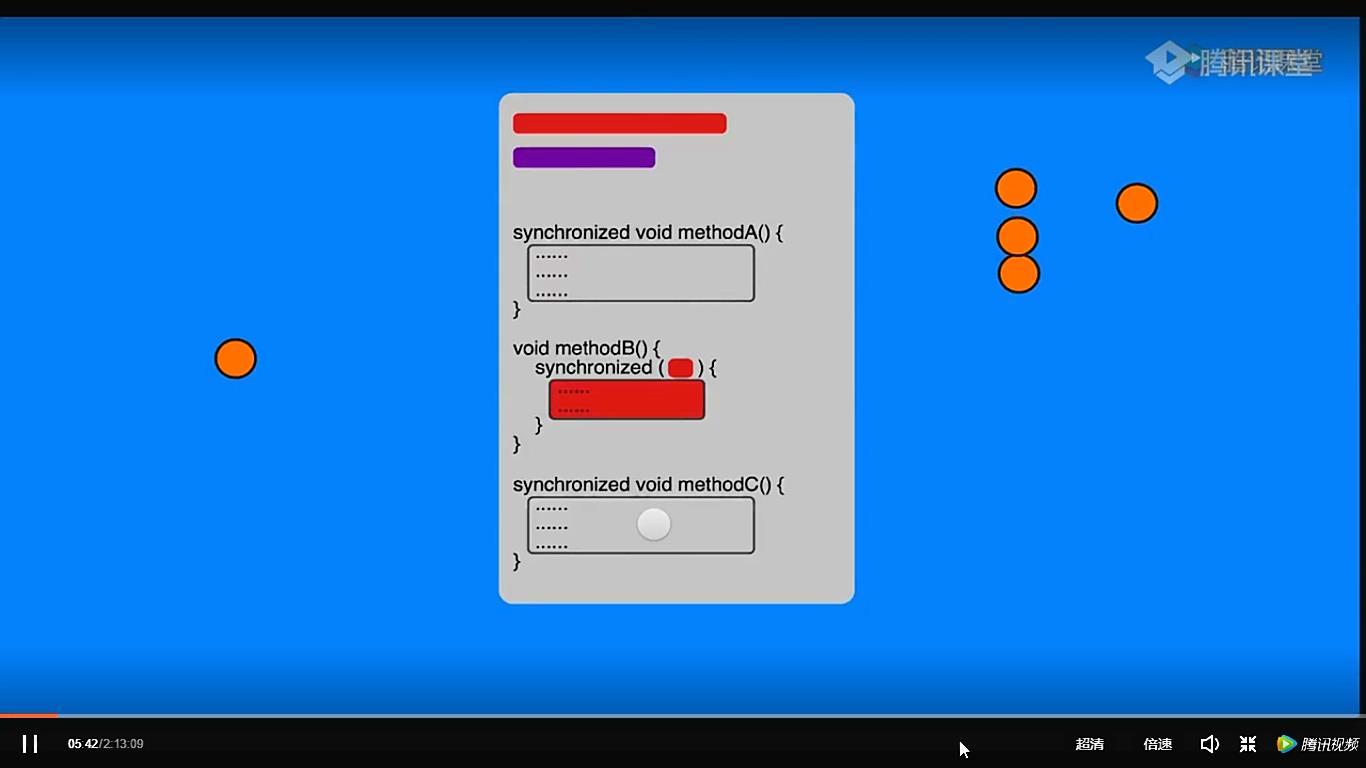 腾讯课堂
synchronized void methodA() {
......
......
......
}
void methodB() {
synchronized ( ) {
......
......
}
}
synchronized void methodC() {
......
......
......
}
05:42/2:13:09
超清
倍速
腾讯视频